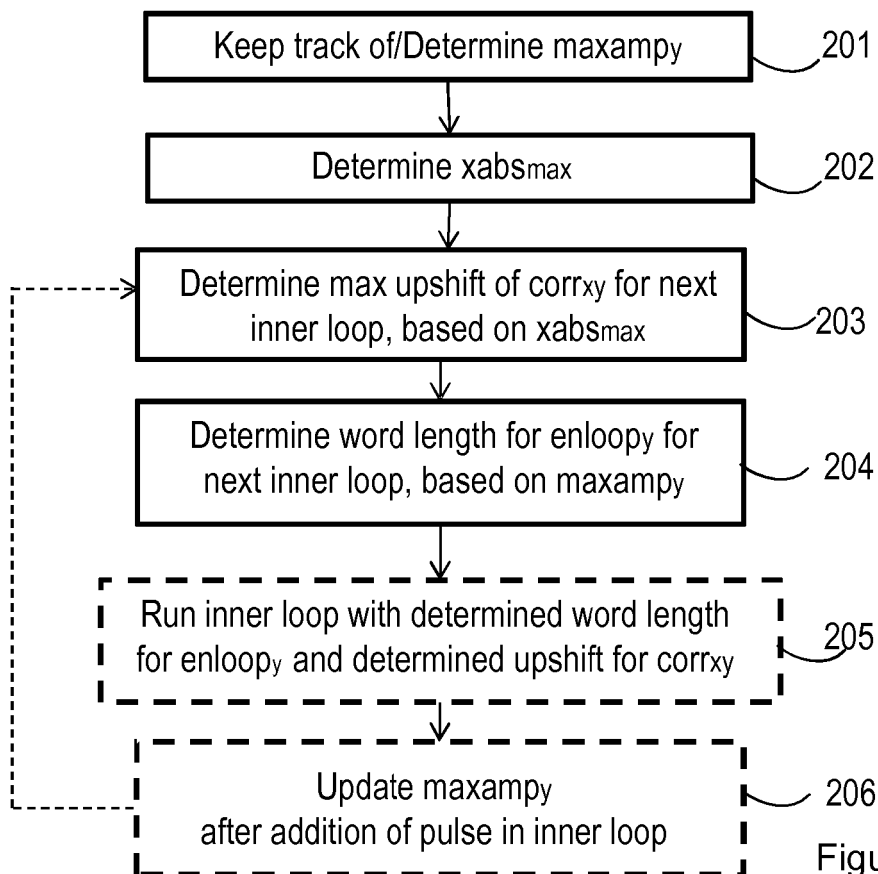 Keep track of/Determine maxampy
201
Determine xabsmax
202
Determine max upshift of corrxy for next
inner loop, based on xabsmax
203
Determine word length for enloopy for
next inner loop, based on maxampy
204
Run inner loop with determined word length
for enloopy and determined upshift for corrxy
205
Update maxampy
after addition of pulse in inner loop
206
Figu